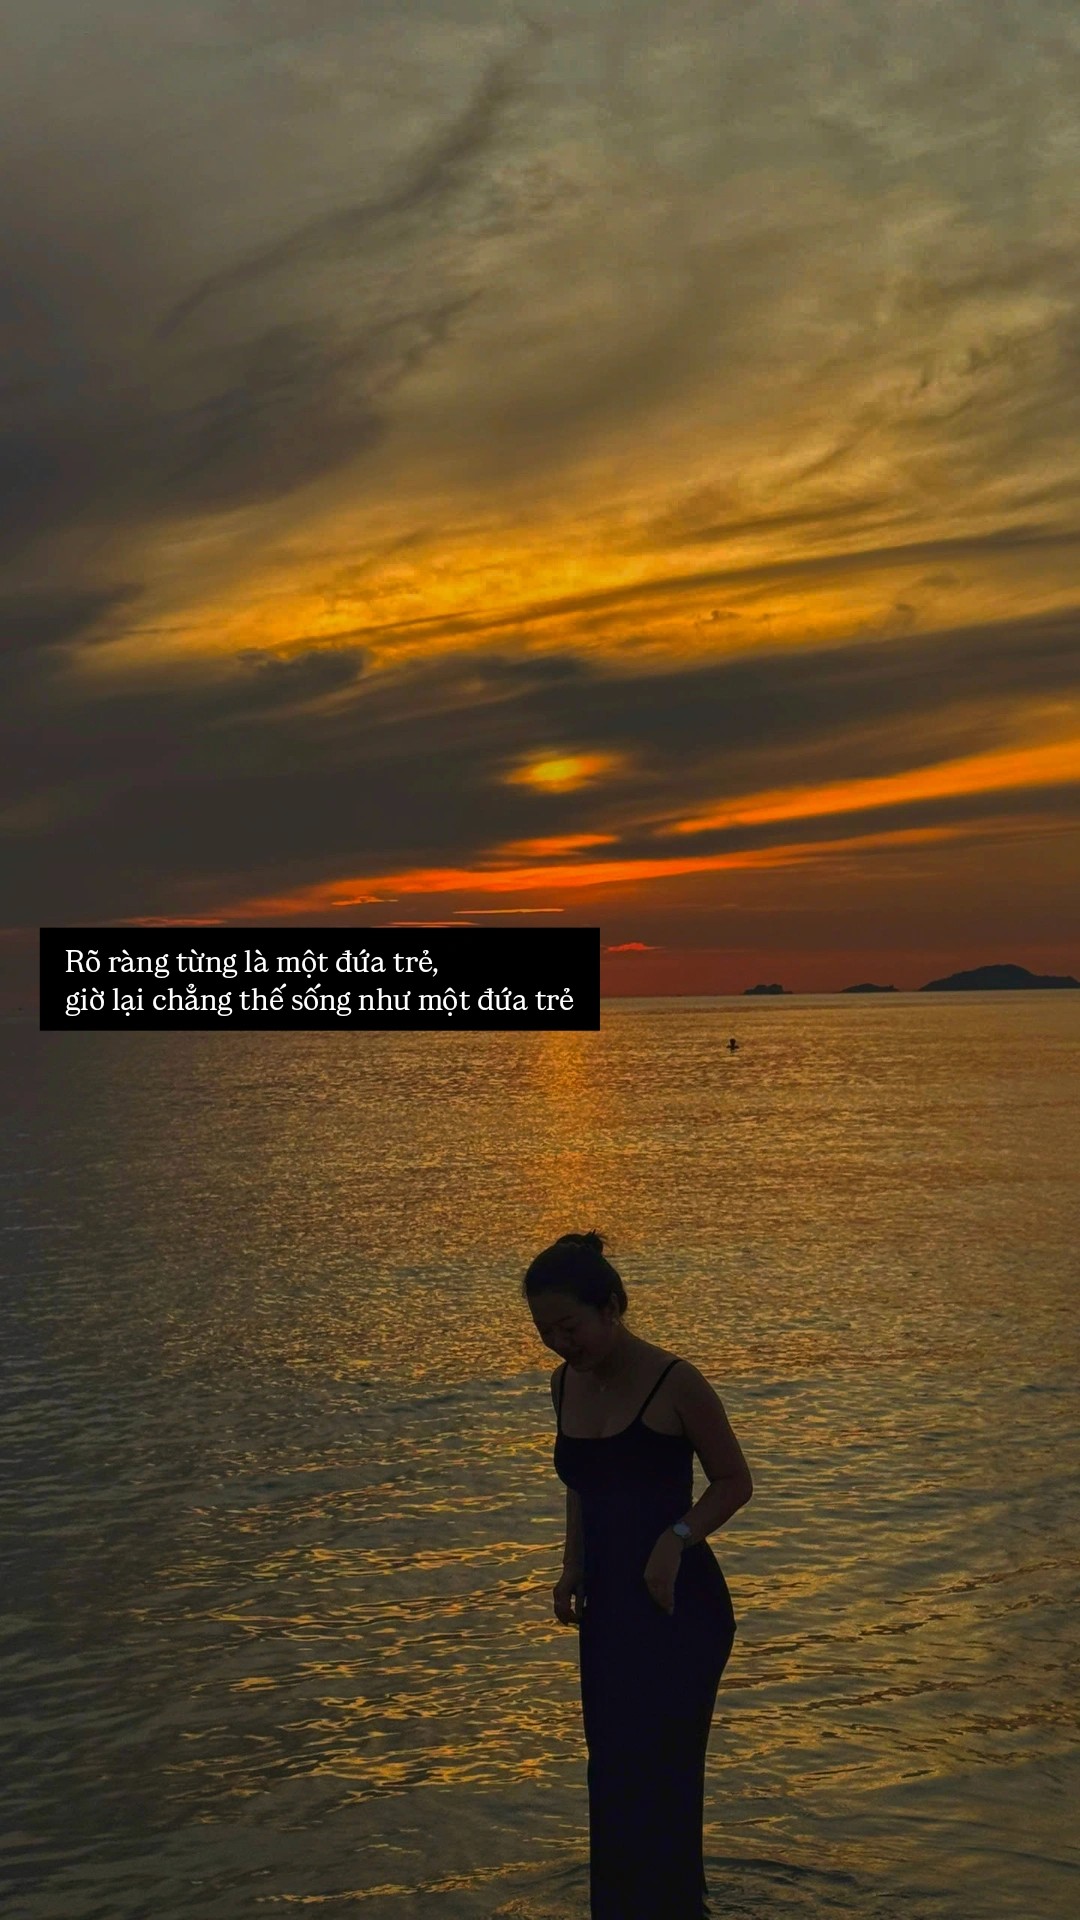 Rõ ràng từng là một đứa trẻ,
giờ lại chẳng thế sống như một đứa trẻ